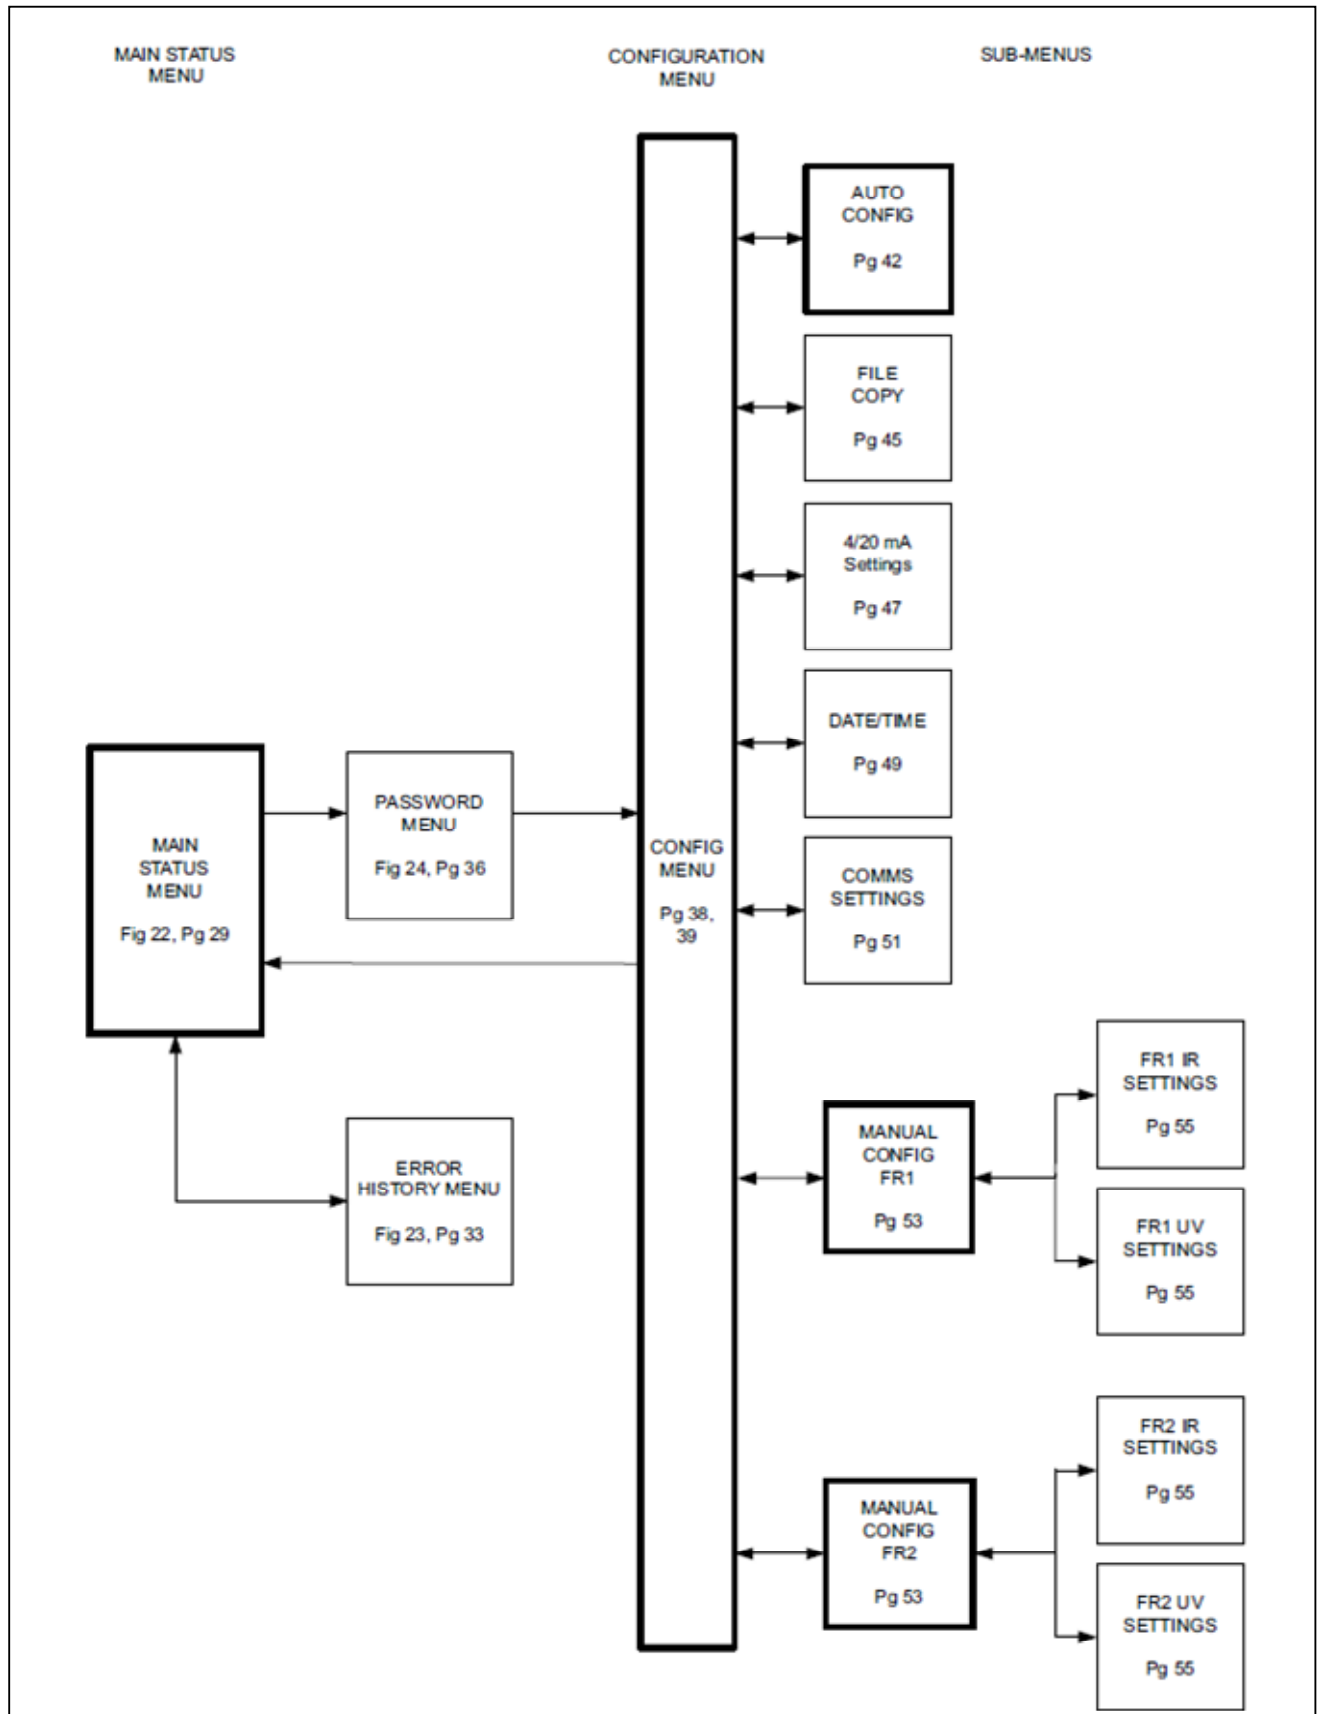 MAIN STATUS
MENU
CONFIGURATION
MENU
SUB-MENUS
AUTO
CONFIG
Pg 42
FILE
COPY
Pg 45
4/20 mA
Settings
Pg 47
DATE/TIME
Pg 49
COMMS
SETTINGS
Pg 51
MAIN
STATUS
MENU
Fig 22, Pg 29
PASSWORD
MENU
Fig 24, Pg 36
CONFIG
MENU
Pg 38,
39
ERROR
HISTORY MENU
Fig 23, Pg 33
MANUAL
CONFIG
FR1
Pg 53
FR1 IR
SETTINGS
Pg 55
FR1 UV
SETTINGS
Pg 55
MANUAL
CONFIG
FR2
Pg 53
FR2 IR
SETTINGS
Pg 55
FR2 UV
SETTINGS
Pg 55